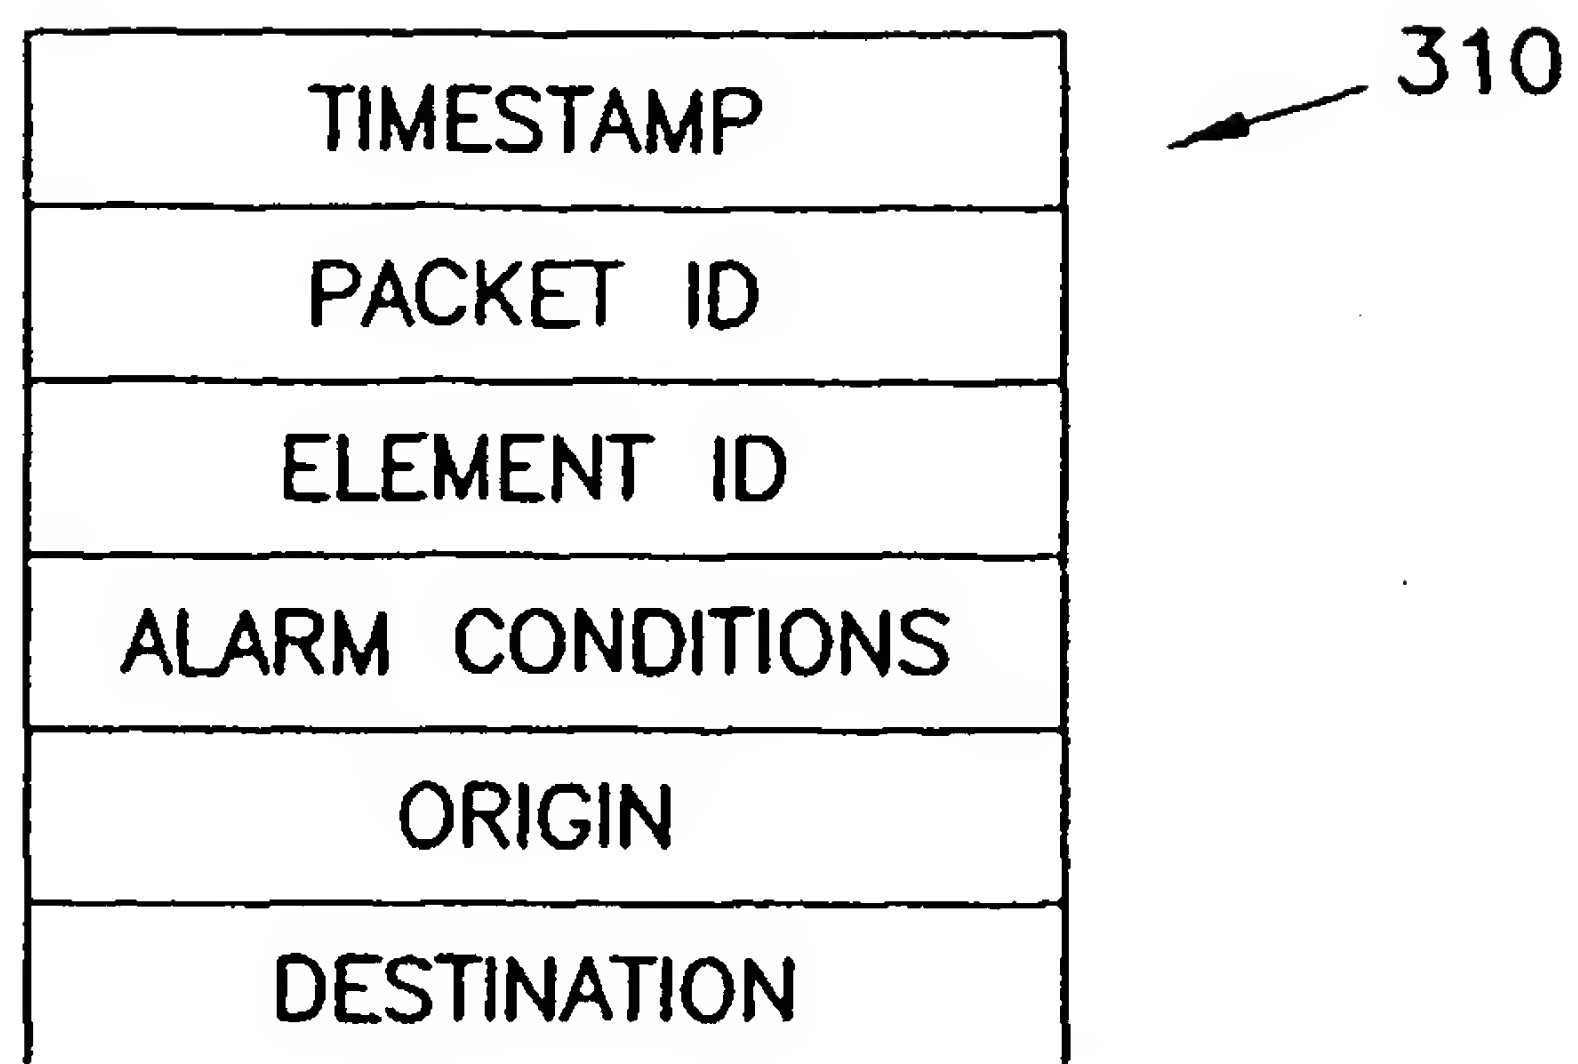 310
TIMESTAMP
PACKET ID
ELEMENT ID
ALARM CONDITIONS
ORIGIN
DESTINATION